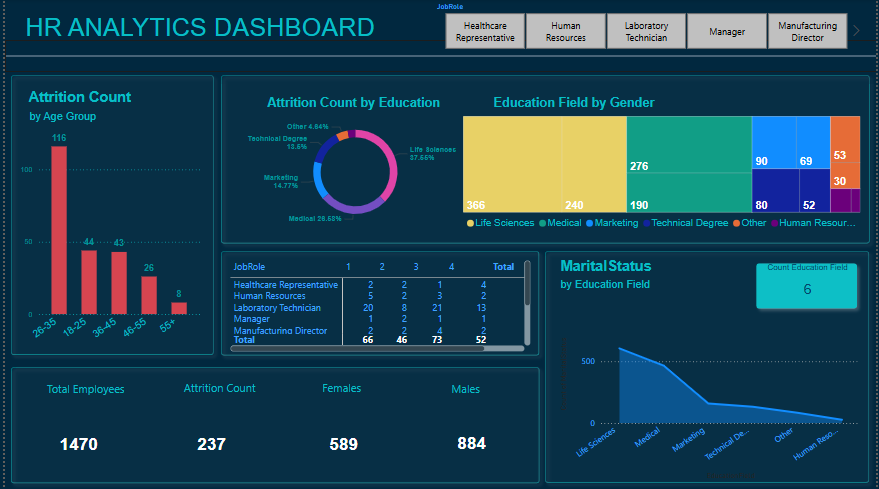 JobRole
HR ANALYTICS DASHBOARD
Healthcare
Representative
Human
Resources
Laboratory
Technician
Manager
Manufacturing
Director
Attrition Count
by Age Group
116
100
50
44
43
26
8
0
26-35
18-25
36-45
46-55
55+
Attrition Count by Education
Other 4.64%
Technical Degree
13.5%
Marketing
14.77%
Medical 26.58%
Life Sciences
37.55%
Education Field by Gender
366
240
276
190
90
69
80
52
53
30
Life Sciences Medical Marketing Technical Degree Other Human Resour...
JobRole 1 2 3 4 Total
Healthcare Representative 2 2 1 4
Human Resources 5 2 3 2
Laboratory Technician 20 8 21 13
Manager 1 2 1 1
Manufacturing Director 2 2 4 2
Total 66 46 73 52
MaritalStatus
by Education Field
Count Education Field
6
500
0
Life Sciences
Medical
Marketing
Technical De...
Other
Human Reso...
Total Employees
1470
Attrition Count
237
Females
589
Males
884